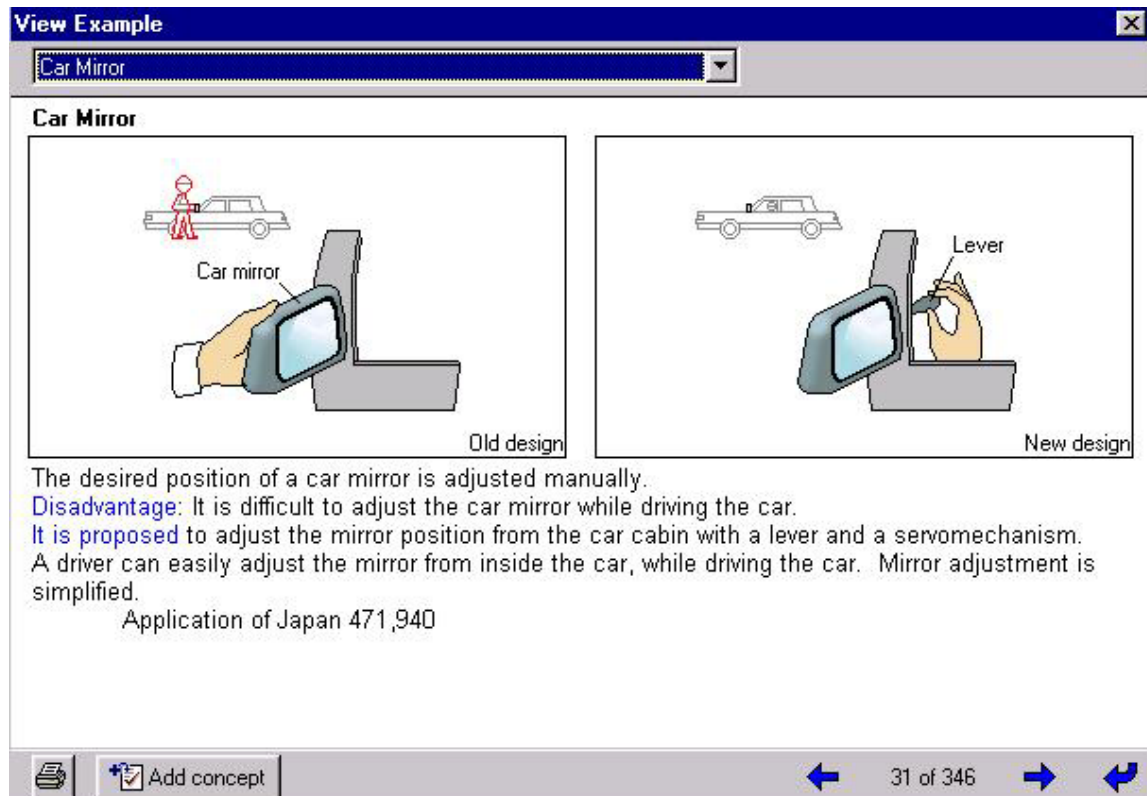 View Example
Car Mirror
Car Mirror
Car mirror
Old design
Lever
New design
The desired position of a car mirror is adjusted manually.
Disadvantage: It is difficult to adjust the car mirror while driving the car.
It is proposed to adjust the mirror position from the car cabin with a lever and a servomechanism.
A driver can easily adjust the mirror from inside the car, while driving the car.  Mirror adjustment is
simplified.
Application of Japan 471,940
Add concept
31 of 346